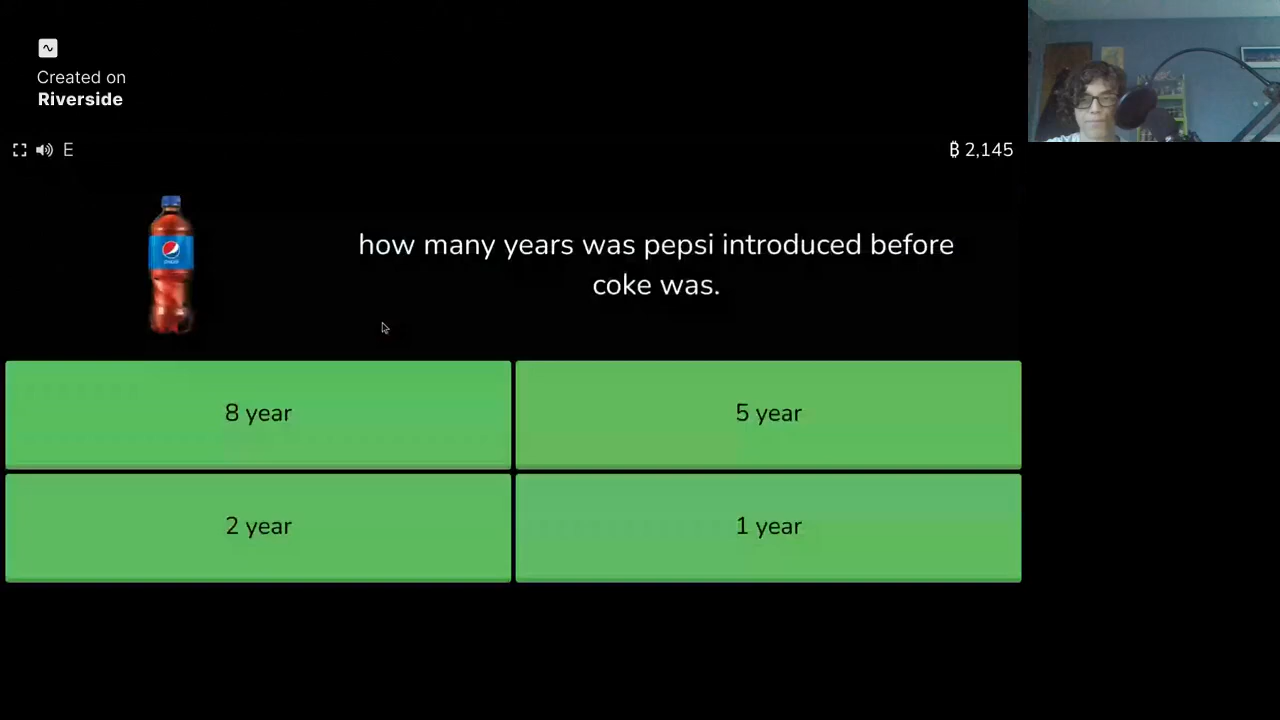 Created on
Riverside
E
₿ 2,145
how many years was pepsi introduced before
coke was.
8 year
5 year
2 year
1 year